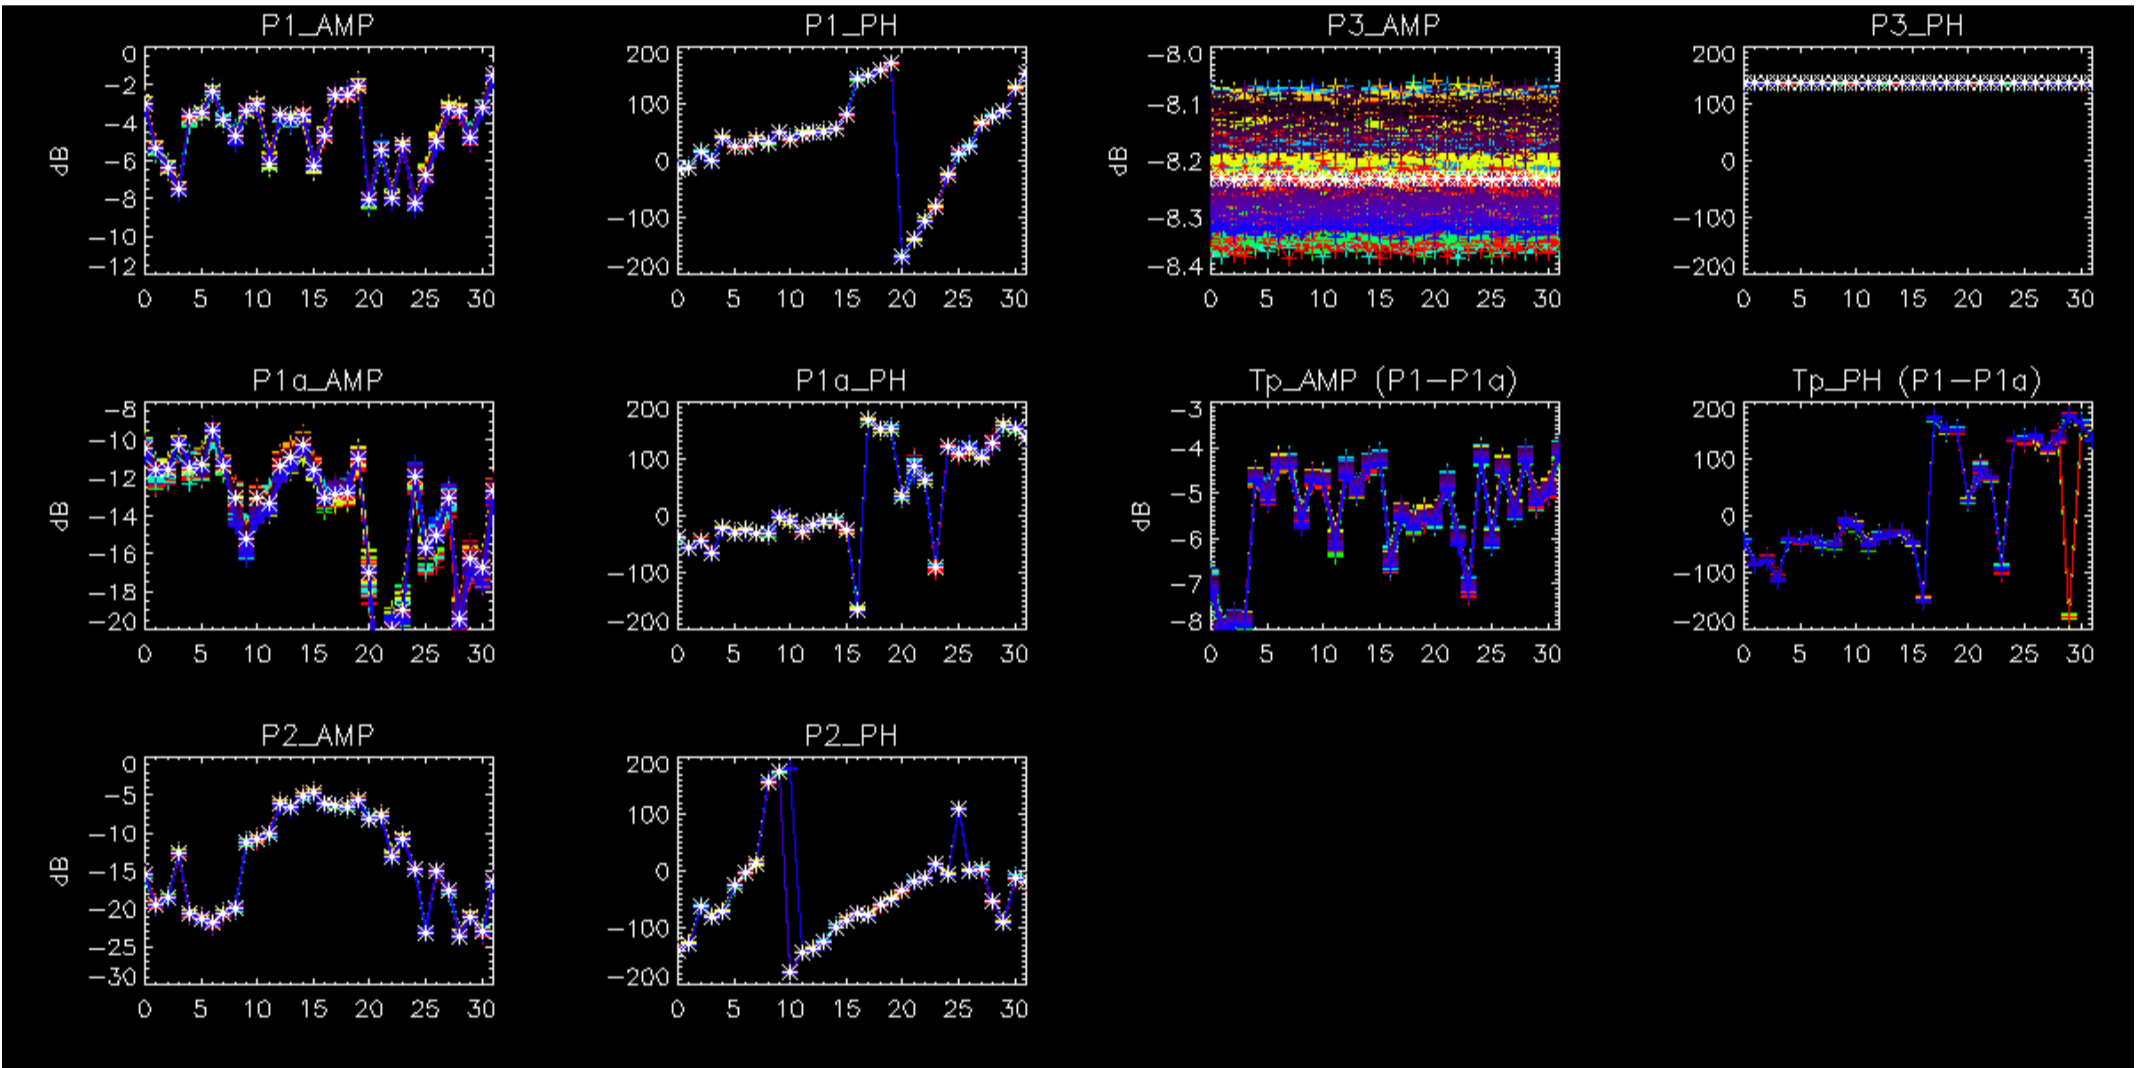 P1_AMP
0
−2
−4
−6
−8
−10
−12
dB
0 5 10 15 20 25 30
P1_PH
200
100
0
−100
−200
0 5 10 15 20 25 30
P3_AMP
−8.0
−8.1
−8.2
−8.3
−8.4
dB
0 5 10 15 20 25 30
P3_PH
200
100
0
−100
−200
0 5 10 15 20 25 30
P1a_AMP
−8
−10
−12
−14
−16
−18
−20
dB
0 5 10 15 20 25 30
P1a_PH
200
100
0
−100
−200
0 5 10 15 20 25 30
Tp_AMP (P1−P1a)
−3
−4
−5
−6
−7
−8
dB
0 5 10 15 20 25 30
Tp_PH (P1−P1a)
200
100
0
−100
−200
0 5 10 15 20 25 30
P2_AMP
0
−5
−10
−15
−20
−25
−30
dB
0 5 10 15 20 25 30
P2_PH
200
100
0
−100
−200
0 5 10 15 20 25 30